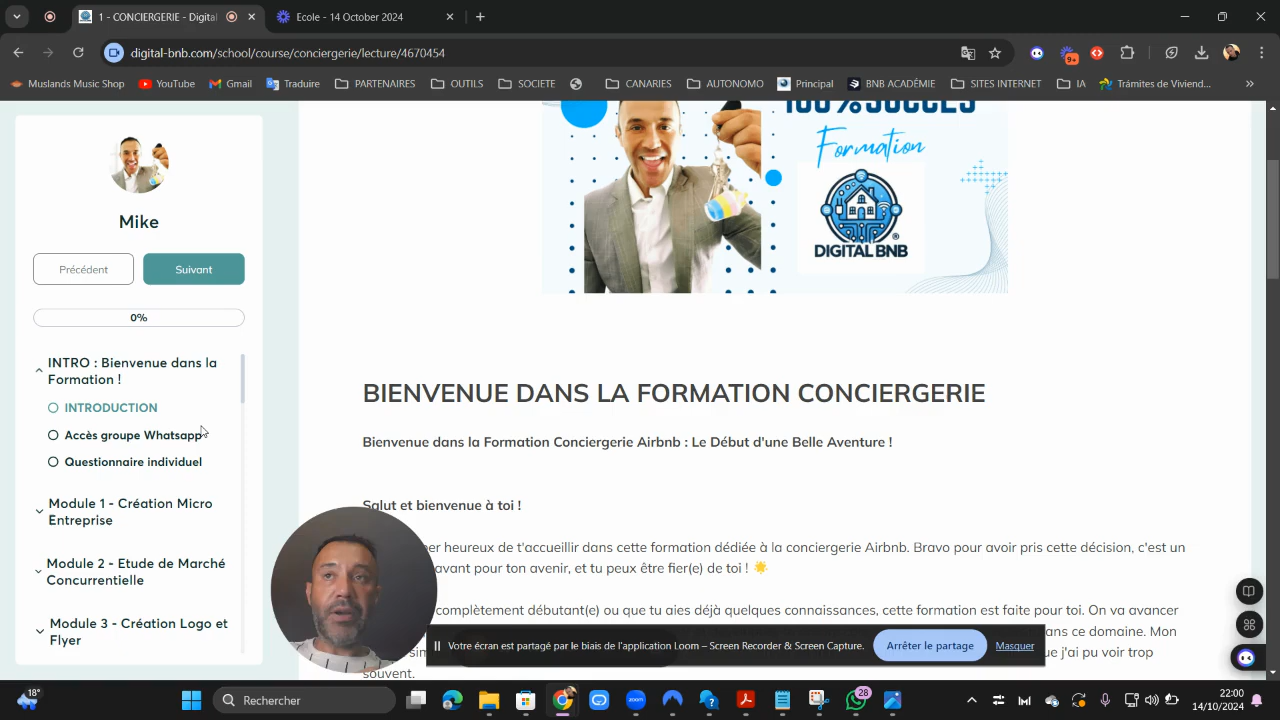 1 - CONCIERGERIE - Digital
Ecole - 14 October 2024
digital-bnb.com/school/course/conciergerie/lecture/4670454
9+
Muslands Music Shop
YouTube
Gmail
Traduire
PARTENAIRES
OUTILS
SOCIETE
CANARIES
AUTONOMO
Principal
BNB ACADÉMIE
SITES INTERNET
IA
Trámites de Viviend...
Mike
Précédent
Suivant
0%
INTRO : Bienvenue dans la
Formation !
INTRODUCTION
Accès groupe Whatsapp
Questionnaire individuel
Module 1 - Création Micro
Entreprise
Module 2 - Etude de Marché
Concurrentielle
Module 3 - Création Logo et
Flyer
100%SUCCÈS
Formation
DIGITAL BNB
BIENVENUE DANS LA FORMATION CONCIERGERIE
Bienvenue dans la Formation Conciergerie Airbnb : Le Début d'une Belle Aventure !
Salut et bienvenue à toi !
heureux de t'accueillir dans cette formation dédiée à la conciergerie Airbnb. Bravo pour avoir pris cette décision, c'est un
avant pour ton avenir, et tu peux être fier(e) de toi !
complètement débutant(e) ou que tu aies déjà quelques connaissances, cette formation est faite pour toi. On va avancer
dans ce domaine. Mon
j'ai pu voir trop
souvent.
Votre écran est partagé par le biais de l'application Loom – Screen Recorder & Screen Capture.
Arrêter le partage
Masquer
18°
Rechercher
zoom
28
22:00
14/10/2024